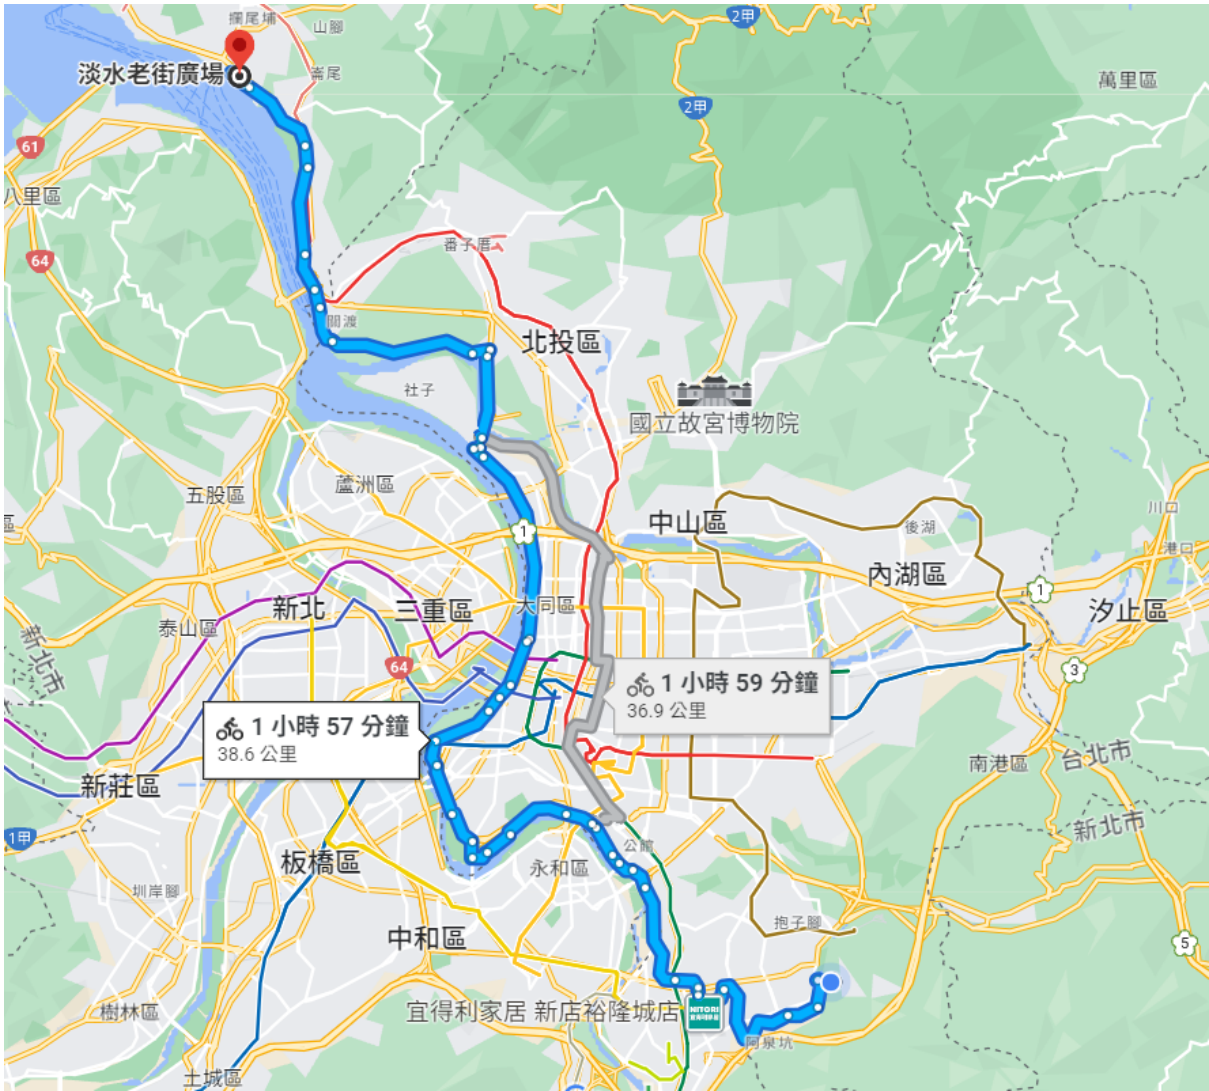 攔尾埔
山腳
2甲
淡水老街廣場
崙尾
萬里區
2甲
61
八里區
番子厝
64
關渡
北投區
社子
國立故宮博物院
蘆洲區
五股區
區
中山區
川口
後湖
1
港口
內湖區
1
新北
三重區
大同區
汐止區
泰山區
新北市
64
3
1 小時 59 分鐘
36.9 公里
1 小時 57 分鐘
38.6 公里
台北市
南港區
新莊區
新北市
1甲
公館
板橋區
永和區
圳岸腳
抱子腳
中和區
5
宜得利家居 新店裕隆城店
NITORI
樹林區
阿泉坑
土城區